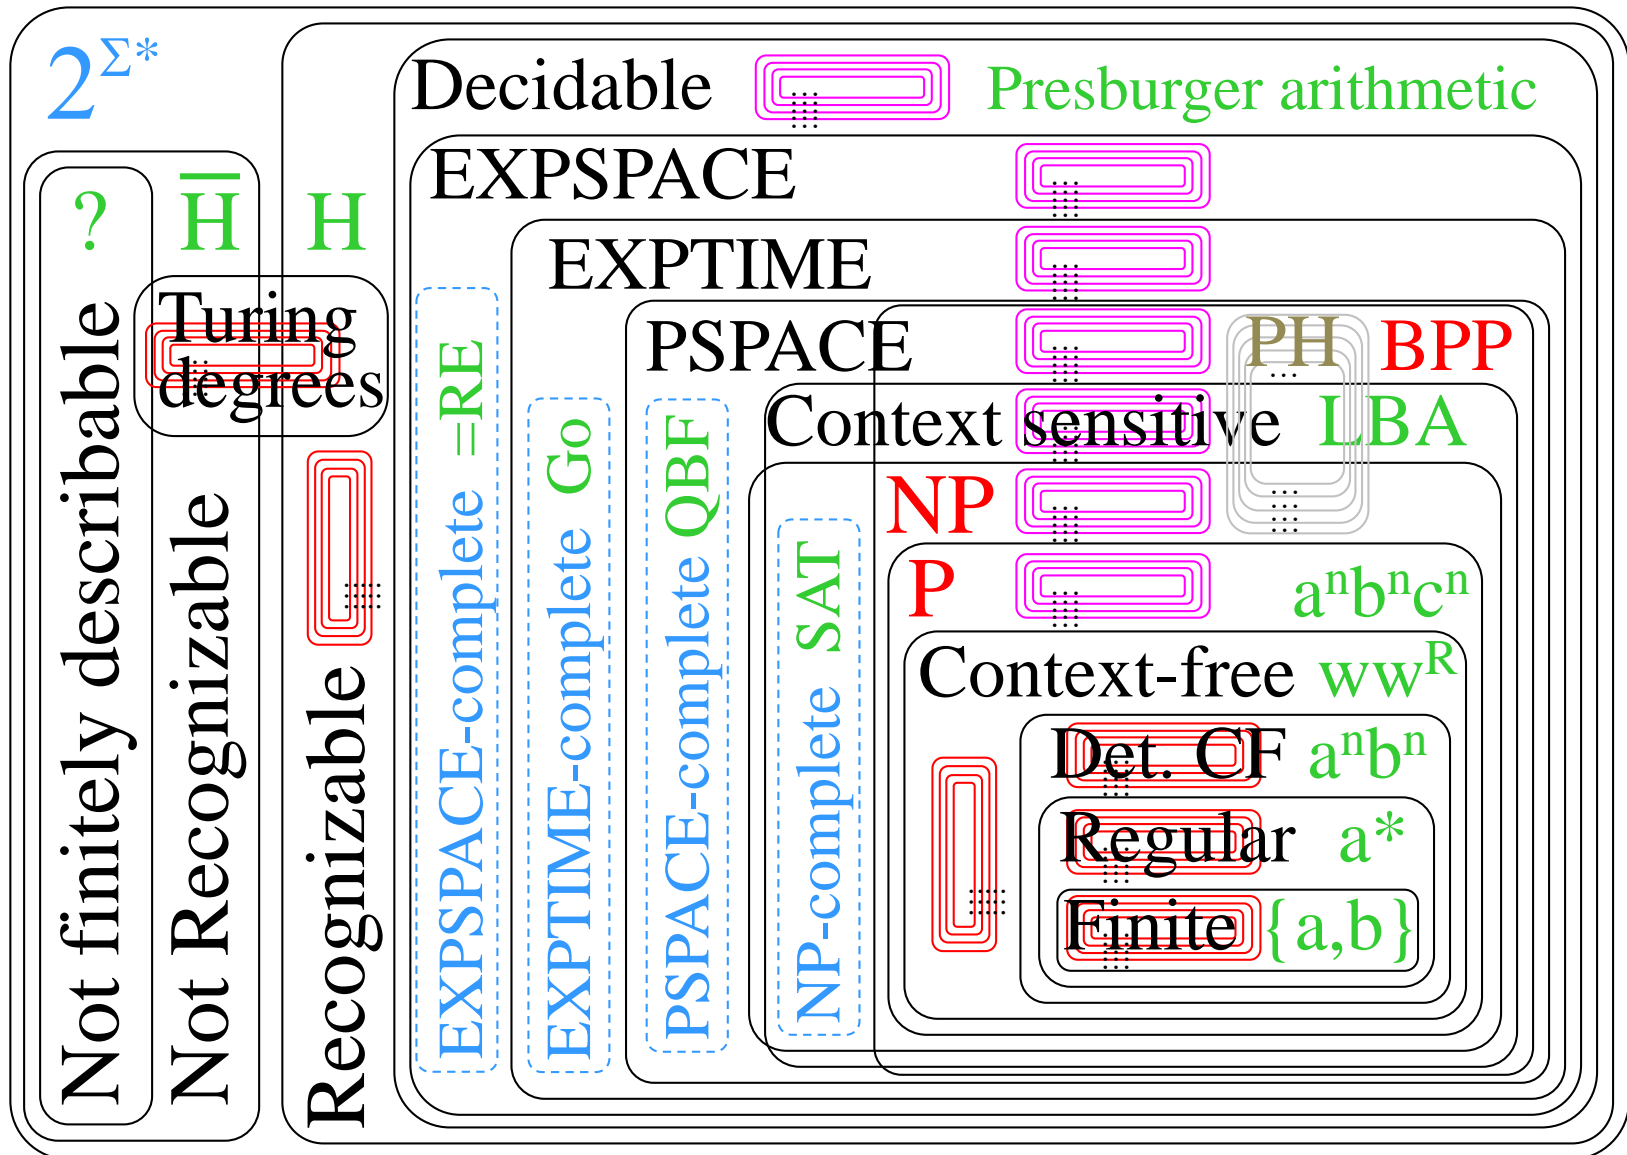 2^Σ*
Decidable
Presburger arithmetic
EXPSPACE
?
H̅
H
EXPTIME
Turing
degrees
PSPACE
PH
BPP
Context sensitive
LBA
NP
P
aⁿbⁿcⁿ
Context-free
ww^R
Det. CF
aⁿbⁿ
Regular
a*
Finite
{a,b}
Not finitely describable
Not Recognizable
Recognizable
EXPSPACE-complete =RE
EXPTIME-complete Go
PSPACE-complete QBF
NP-complete SAT